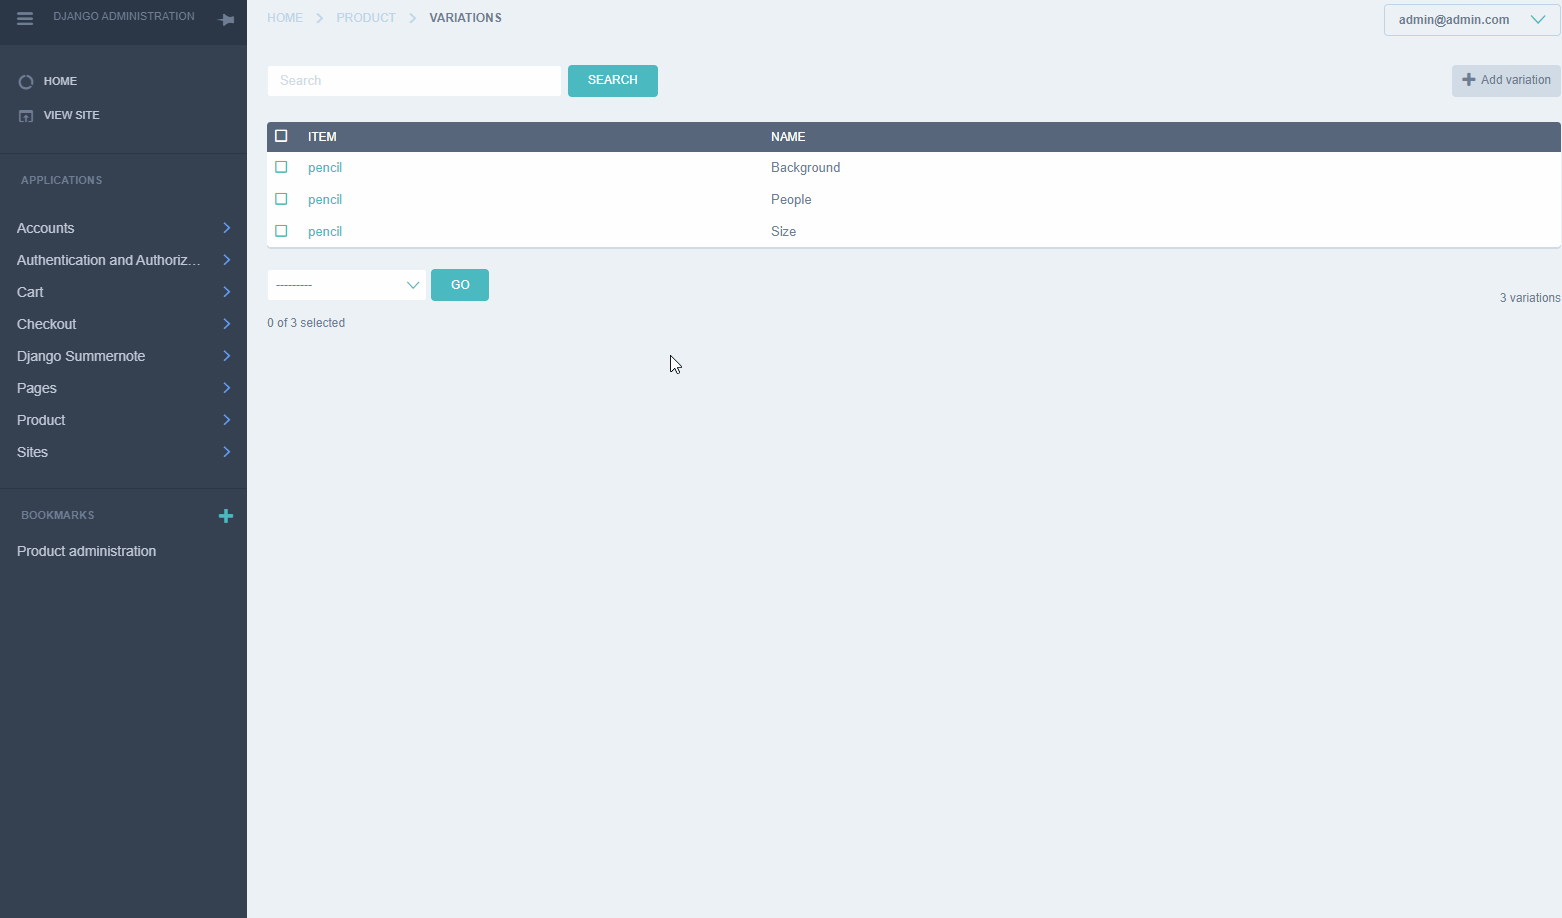 DJANGO ADMINISTRATION
HOME
VIEW SITE
APPLICATIONS
Accounts
Authentication and Authoriz...
Cart
Checkout
Django Summernote
Pages
Product
Sites
BOOKMARKS
Product administration
HOME PRODUCT VARIATIONS
admin@admin.com
Search SEARCH
Add variation
ITEM NAME
pencil Background
pencil People
pencil Size
--------- GO
3 variations
0 of 3 selected